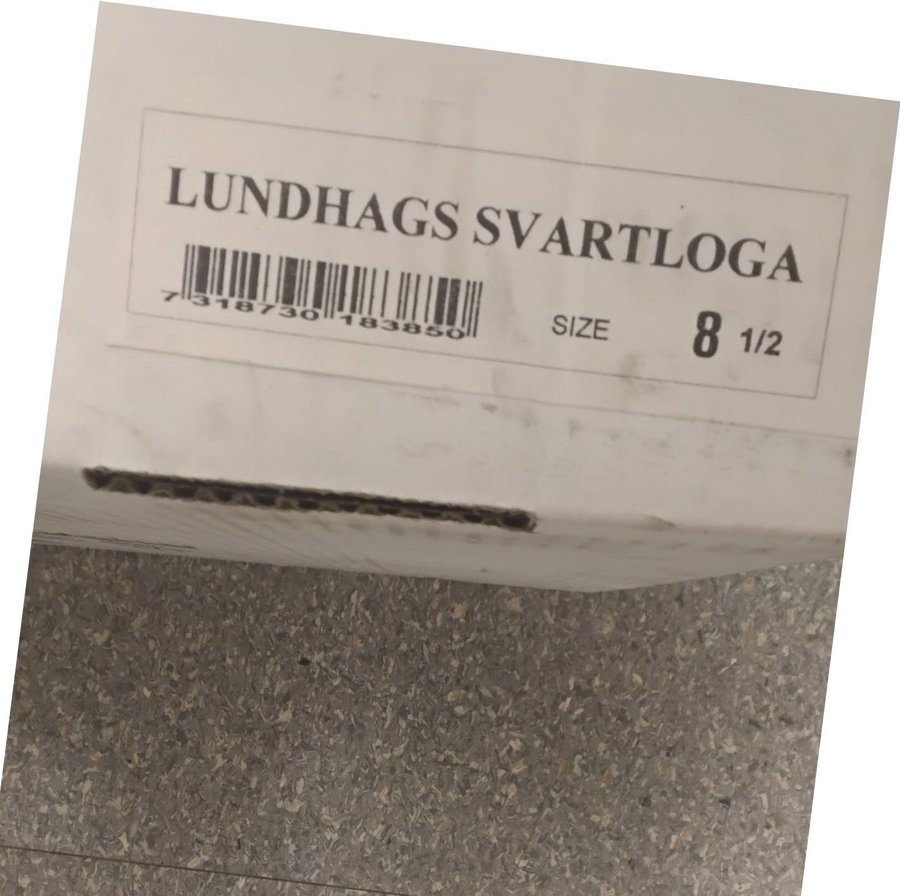 LUNDHAGS SVARTLOGA
7 318730 183850
SIZE 8 1/2